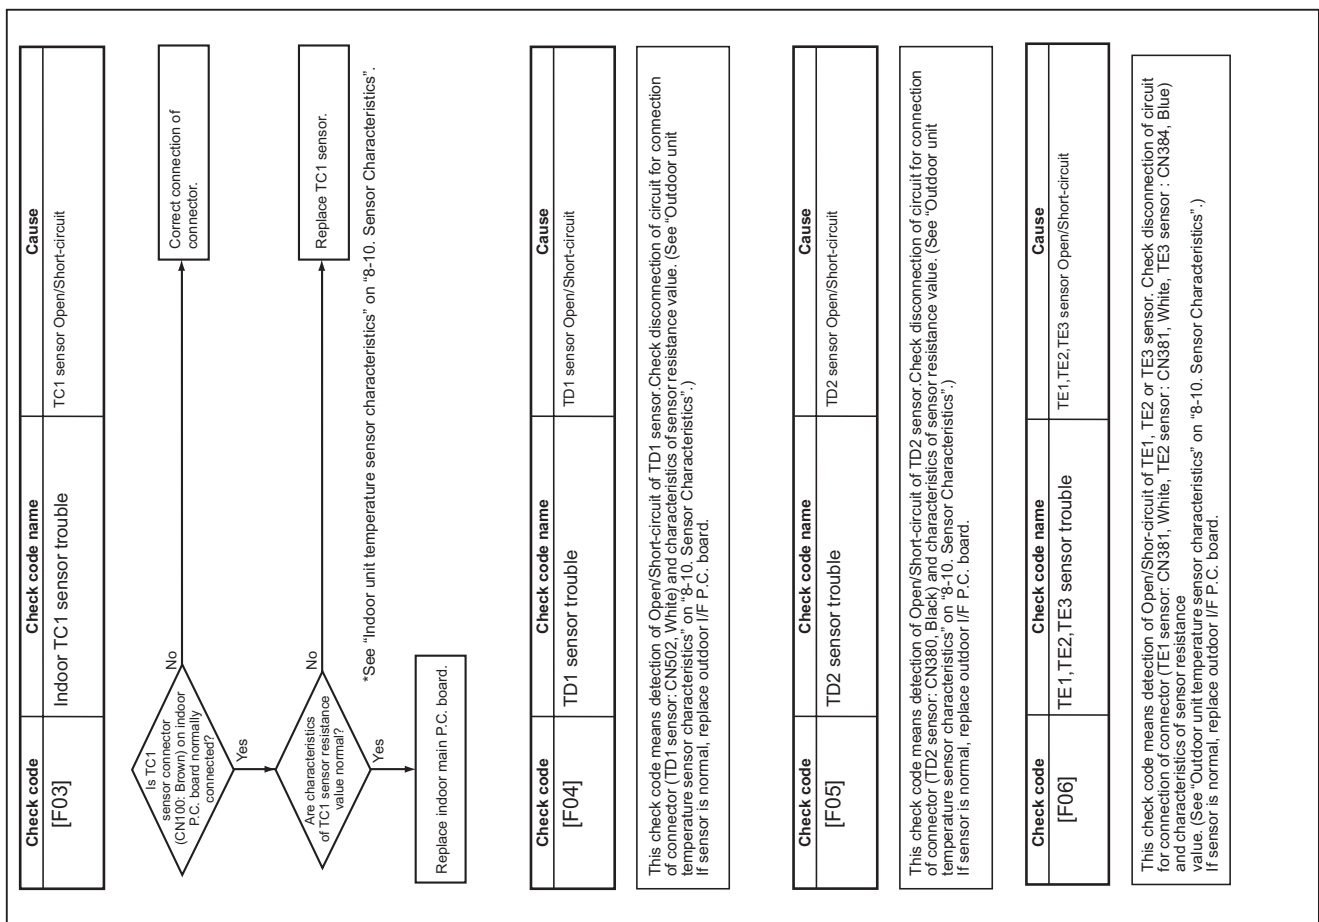 Check code
Check code name
Cause
[F03]
Indoor TC1 sensor trouble
TC1 sensor Open/Short-circuit
Is TC1
sensor connector
(CN100: Brown) on indoor
P.C. board normally
connected?
No
Correct connection of
connector.
Yes
Are characteristics
of TC1 sensor resistance
value normal?
No
Replace TC1 sensor.
*See “Indoor unit temperature sensor characteristics” on “8-10. Sensor Characteristics”.
Yes
Replace indoor main P.C. board.
Check code
Check code name
Cause
[F04]
TD1 sensor trouble
TD1 sensor Open/Short-circuit
This check code means detection of Open/Short-circuit of TD1 sensor.Check disconnection of circuit for connection
of connector (TD1 sensor: CN502, White) and characteristics of sensor resistance value. (See “Outdoor unit
temperature sensor characteristics” on “8-10. Sensor Characteristics”.)
If sensor is normal, replace outdoor I/F P.C. board.
Check code
Check code name
Cause
[F05]
TD2 sensor trouble
TD2 sensor Open/Short-circuit
This check code means detection of Open/Short-circuit of TD2 sensor.Check disconnection of circuit for connection
of connector (TD2 sensor: CN380, Black) and characteristics of sensor resistance value. (See “Outdoor unit
temperature sensor characteristics” on “8-10. Sensor Characteristics”.)
If sensor is normal, replace outdoor I/F P.C. board.
Check code
Check code name
Cause
[F06]
TE1,TE2,TE3 sensor trouble
TE1,TE2,TE3 sensor Open/Short-circuit
This check code means detection of Open/Shor-circuit of TE1, TE2 or TE3 sensor. Check disconnection of circuit
for connection of connector (TE1 sensor: CN381, White, TE2 sensor : CN381, White, TE3 sensor : CN384, Blue)
and characteristics of sensor resistance
value. (See “Outdoor unit temperature sensor characteristics” on “8-10. Sensor Characteristics”.)
If sensor is normal, replace outdoor I/F P.C. board.